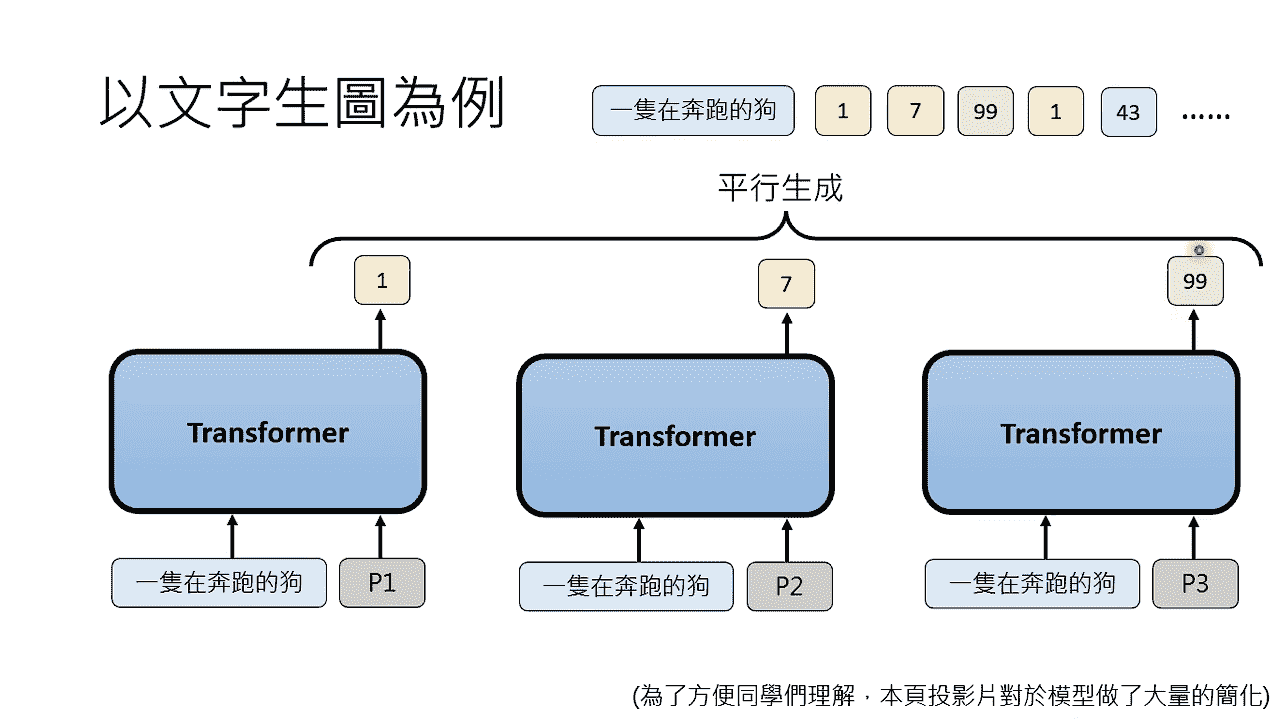 以文字生圖為例
一隻在奔跑的狗 1 7 99 1 43 ......
平行生成
1 7 99
Transformer Transformer Transformer
一隻在奔跑的狗 P1 一隻在奔跑的狗 P2 一隻在奔跑的狗 P3
(為了方便同學們理解，本頁投影片對於模型做了大量的簡化)